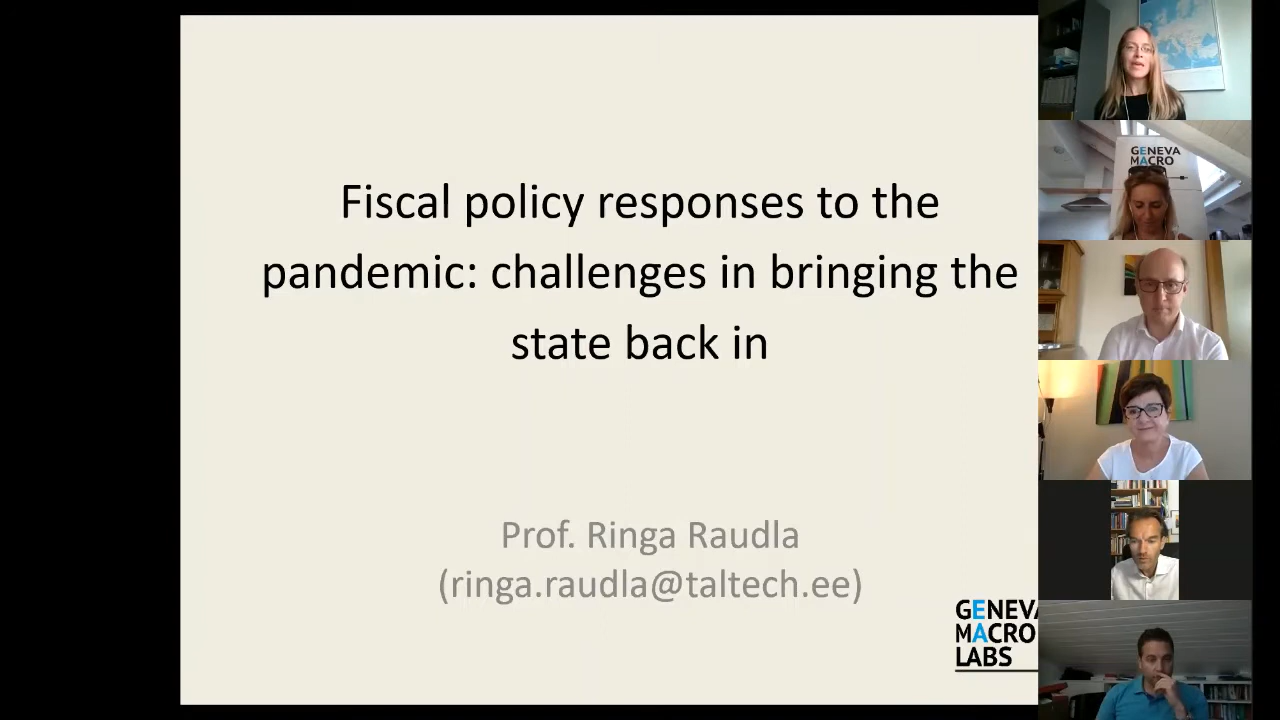 Fiscal policy responses to the
pandemic: challenges in bringing the
state back in
Prof. Ringa Raudla
(ringa.raudla@taltech.ee)
GENEVA
MACRO
LABS
GENEVA
MACRO